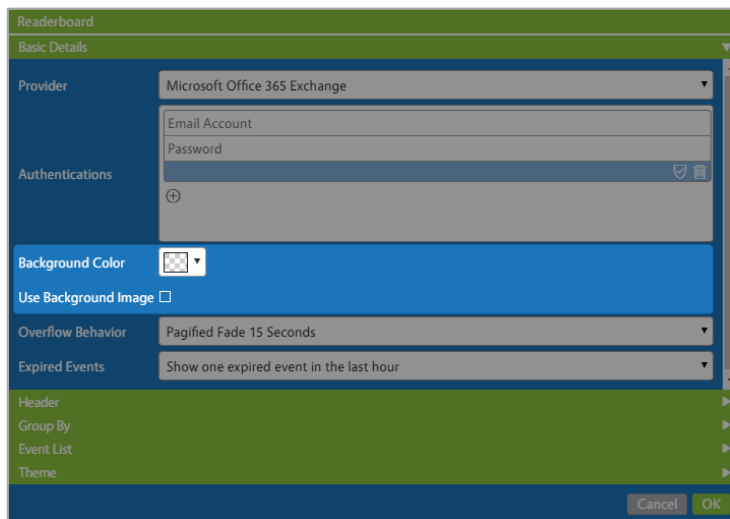 Readerboard
Basic Details
Provider Microsoft Office 365 Exchange
Email Account
Password
Authentications
Background Color
Use Background Image
Overflow Behavior Pagified Fade 15 Seconds
Expired Events Show one expired event in the last hour
Header
Group By
Event List
Theme
Cancel OK